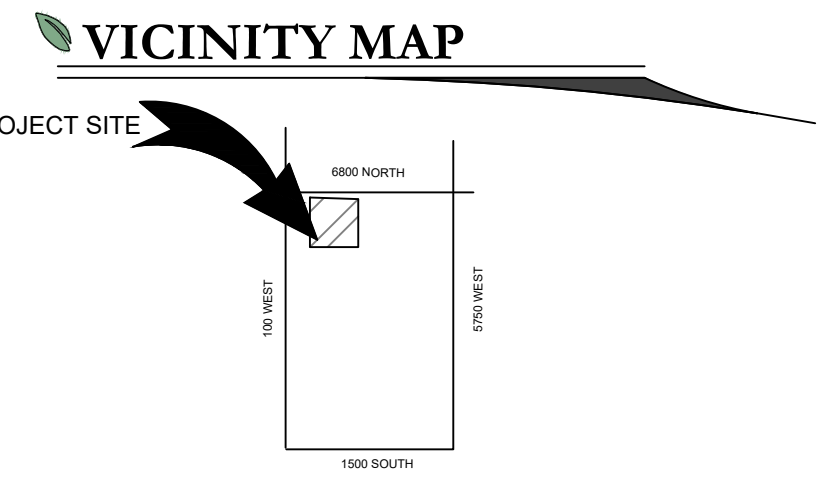 VICINITY MAP
OJECT SITE
6800 NORTH
100 WEST
5750 WEST
1500 SOUTH